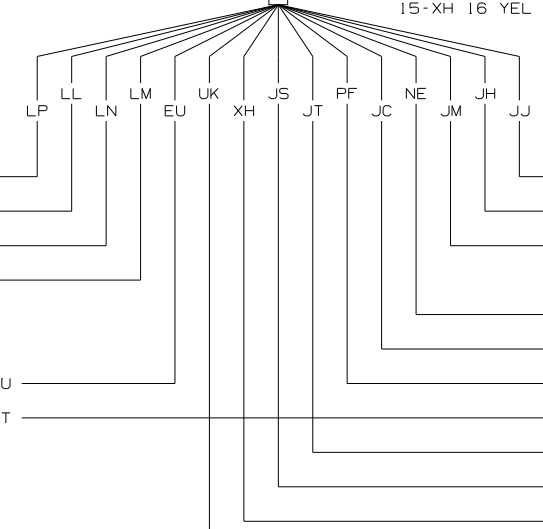 15-XH 16 YEL
LL LM UK JS PF NE JH
LP LN EU XH JT JC JM JJ
U
T